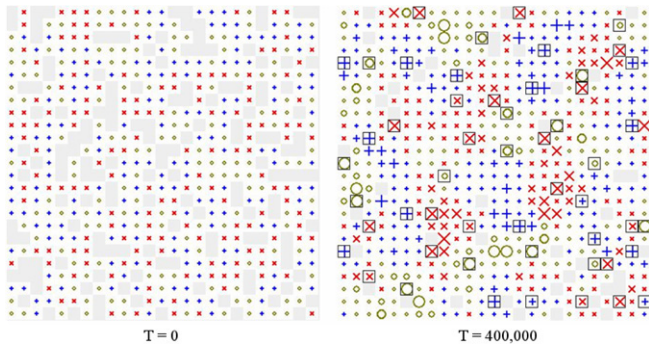 T = 0
T = 400,000